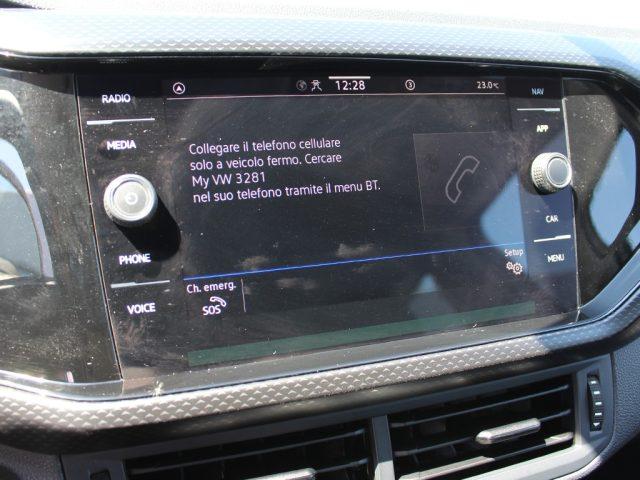 RADIO
MEDIA
PHONE
VOICE
12:28
3
23.0°C
Collegare il telefono cellulare
solo a veicolo fermo. Cercare
My VW 3281
nel suo telefono tramite il menu BT.
Setup
Ch. emerg.
SOS
NAV
APP
CAR
MENU